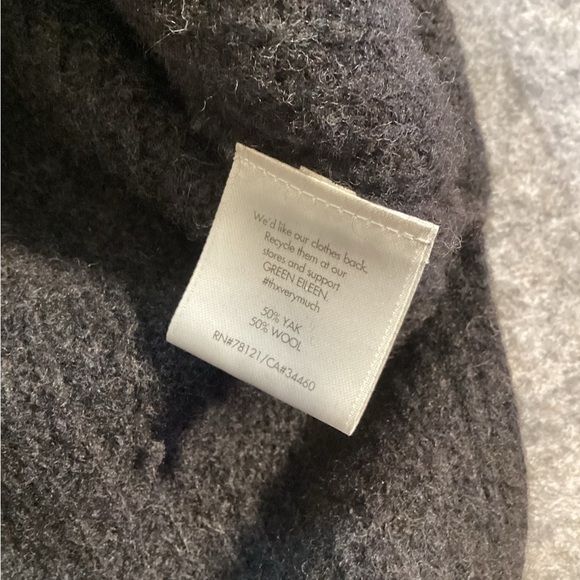 We'd like our clothes back.
Recycle them at our
stores and support
GREEN EILEEN.
#thxverymuch
50% YAK
50% WOOL
RN#78121/CA#34460